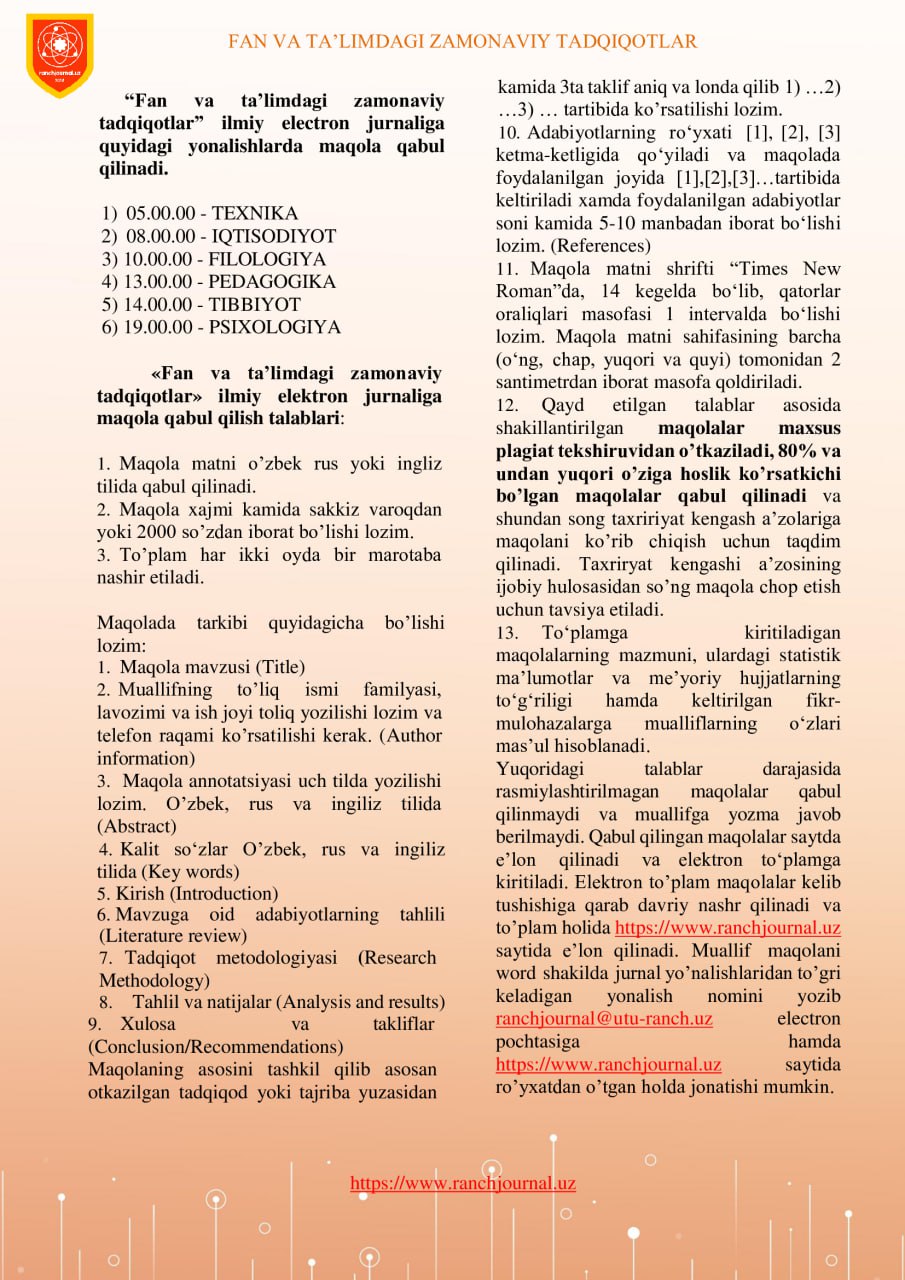 ranchjournal.uz
FAN VA TA’LIMDAGI ZAMONAVIY TADQIQOTLAR
“Fan va ta’limdagi zamonaviy
tadqiqotlar” ilmiy electron jurnaliga
quyidagi yonalishlarda maqola qabul
qilinadi.
1) 05.00.00 - TEXNIKA
2) 08.00.00 - IQTISODIYOT
3) 10.00.00 - FILOLOGIYA
4) 13.00.00 - PEDAGOGIKA
5) 14.00.00 - TIBBIYOT
6) 19.00.00 - PSIXOLOGIYA
«Fan va ta’limdagi zamonaviy
tadqiqotlar» ilmiy elektron jurnaliga
maqola qabul qilish talablari:
1. Maqola matni o’zbek rus yoki ingliz
tilida qabul qilinadi.
2. Maqola xajmi kamida sakkiz varoqdan
yoki 2000 so’zdan iborat bo’lishi lozim.
3. To’plam har ikki oyda bir marotaba
nashir etiladi.
Maqolada tarkibi quyidagicha bo’lishi
lozim:
1. Maqola mavzusi (Title)
2. Muallifning to’liq ismi familyasi,
lavozimi va ish joyi toliq yozilishi lozim va
telefon raqami ko’rsatilishi kerak. (Author
information)
3. Maqola annotatsiyasi uch tilda yozilishi
lozim. O’zbek, rus va ingiliz tilida
(Abstract)
4. Kalit so’zlar O’zbek, rus va ingiliz
tilida (Key words)
5. Kirish (Introduction)
6. Mavzuga oid adabiyotlarning tahlili
(Literature review)
7. Tadqiqot metodologiyasi (Research
Methodology)
8. Tahlil va natijalar (Analysis and results)
9. Xulosa va takliflar
(Conclusion/Recommendations)
Maqolaning asosini tashkil qilib asosan
otkazilgan tadqiqod yoki tajriba yuzasidan
kamida 3ta taklif aniq va londa qilib 1) …2)
…3) … tartibida ko’rsatilishi lozim.
10. Adabiyotlarning ro‘yxati [1], [2], [3]
ketma-ketligida qo‘yiladi va maqolada
foydalanilgan joyida [1],[2],[3]…tartibida
keltiriladi xamda foydalanilgan adabiyotlar
soni kamida 5-10 manbadan iborat bo‘lishi
lozim. (References)
11. Maqola matni shrifti “Times New
Roman”da, 14 kegelda bo‘lib, qatorlar
oraliqlari masofasi 1 intervalda bo‘lishi
lozim. Maqola matni sahifasining barcha
(o‘ng, chap, yuqori va quyi) tomonidan 2
santimetrdan iborat masofa qoldiriladi.
12. Qayd etilgan talablar asosida
shakillantirilgan maqolalar maxsus
plagiat tekshiruvidan o’tkaziladi, 80% va
undan yuqori o’ziga hoslik ko’rsatkichi
bo’lgan maqolalar qabul qilinadi va
shundan song taxririyat kengash a’zolariga
maqolani ko’rib chiqish uchun taqdim
qilinadi. Taxriryat kengashi a’zosining
ijobiy hulosasidan so’ng maqola chop etish
uchun tavsiya etiladi.
13. To‘plamga kiritiladigan
maqolalarning mazmuni, ulardagi statistik
ma’lumotlar va me’yoriy hujjatlarning
to‘g‘riligi hamda keltirilgan fikr-
mulohazalarga mualliflarning o‘zlari
mas’ul hisoblanadi.
Yuqoridagi talablar darajasida
rasmiylashtirilmagan maqolalar qabul
qilinmaydi va muallifga yozma javob
berilmaydi. Qabul qilingan maqolalar saytda
e’lon qilinadi va elektron to‘plamga
kiritiladi. Elektron to’plam maqolalar kelib
tushishiga qarab davriy nashr qilinadi va
to’plam holida https://www.ranchjournal.uz
saytida e’lon qilinadi. Muallif maqolani
word shakilda jurnal yo’nalishlaridan to’gri
keladigan yonalish nomini yozib
ranchjournal@utu-ranch.uz electron
pochtasiga hamda
https://www.ranchjournal.uz saytida
ro’yxatdan o’tgan holda jonatishi mumkin.
https://www.ranchjournal.uz